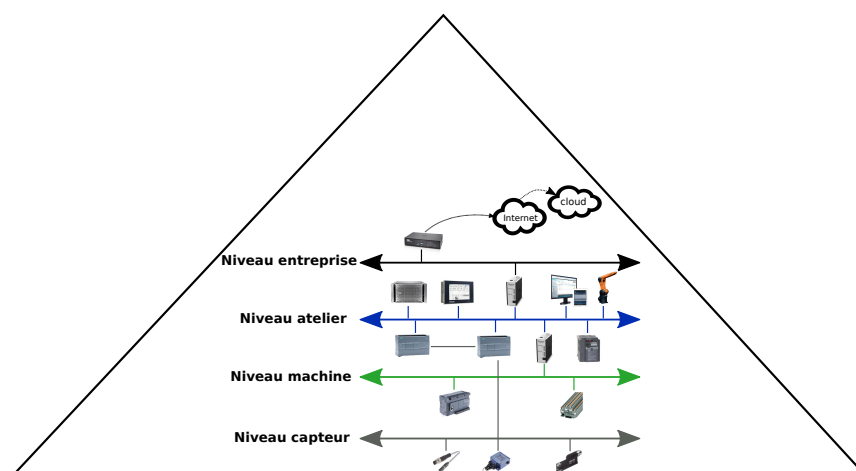 cloud
Internet
Niveau entreprise
Niveau atelier
Niveau machine
Niveau capteur